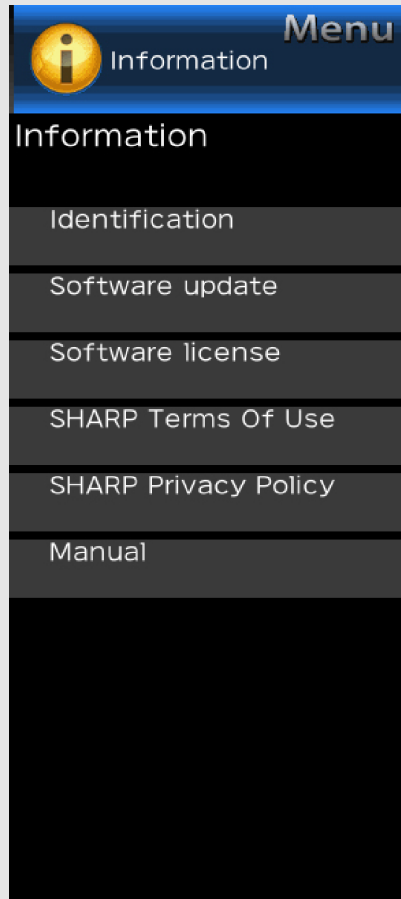 Menu
Information
Information
Identification
Software update
Software license
SHARP Terms Of Use
SHARP Privacy Policy
Manual